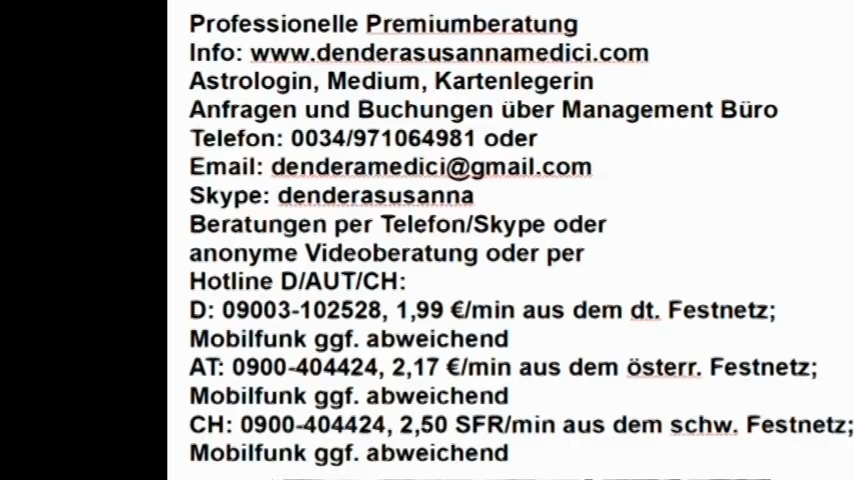 Professionelle Premiumberatung
Info: www.denderasusannamedici.com
Astrologin, Medium, Kartenlegerin
Anfragen und Buchungen über Management Büro
Telefon: 0034/971064981 oder
Email: denderamedici@gmail.com
Skype: denderasusanna
Beratungen per Telefon/Skype oder
anonyme Videoberatung oder per
Hotline D/AUT/CH:
D: 09003-102528, 1,99 €/min aus dem dt. Festnetz;
Mobilfunk ggf. abweichend
AT: 0900-404424, 2,17 €/min aus dem österr. Festnetz;
Mobilfunk ggf. abweichend
CH: 0900-404424, 2,50 SFR/min aus dem schw. Festnetz;
Mobilfunk ggf. abweichend